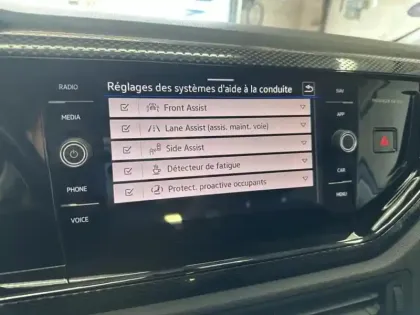 RADIO
MEDIA
PHONE
VOICE
Réglages des systèmes d'aide à la conduite
Front Assist
Lane Assist (assis. maint. voie)
Side Assist
Détecteur de fatigue
Protect. proactive occupants
NAV
APP
CAR
MENU